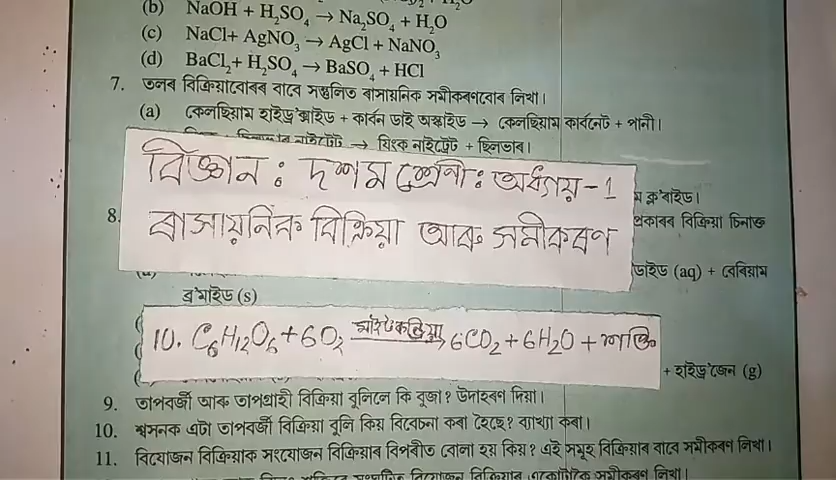 (b) NaOH + H₂SO₄ → Na₂SO₄ + H₂O
(c) NaCl+ AgNO₃ → AgCl + NaNO₃
(d) BaCl₂+ H₂SO₄ → BaSO₄ + HCl
7. তলৰ বিক্ৰিয়াবোৰৰ বাবে সন্তুলিত ৰাসায়নিক সমীকৰণবোৰ লিখা।
(a) কেলছিয়াম হাইড্ৰ'ক্সাইড + কাৰ্বন ডাই অক্সাইড → কেলছিয়াম কাৰ্বনেট + পানী।
নাইট্ৰেট → যিংক নাইট্ৰেট + ছিলভাৰ।
বিজ্ঞান : দশম শ্ৰেণী : অধ্যায় - 1
ম ক্ল'ৰাইড।
8. প্ৰকাৰৰ বিক্ৰিয়া চিনাক্ত
ৰাসায়নিক বিক্ৰিয়া আৰু সমীকৰণ
ডাইড (aq) + বেৰিয়াম
ব্ৰ'মাইড (s)
10. C₆H₁₂O₆ + 6O₂ → 6CO₂ + 6H₂O + শক্তি
+ হাইড্ৰ'জেন (g)
9. তাপবৰ্জী আৰু তাপগ্ৰাহী বিক্ৰিয়া বুলিলে কি বুজা? উদাহৰণ দিয়া।
10. শ্বসনক এটা তাপবৰ্জী বিক্ৰিয়া বুলি কিয় বিবেচনা কৰা হৈছে? ব্যাখ্যা কৰা।
11. বিযোজন বিক্ৰিয়াক সংযোজন বিক্ৰিয়াৰ বিপৰীত বোলা হয় কিয়? এই সমূহ বিক্ৰিয়াৰ বাবে সমীকৰণ লিখা।